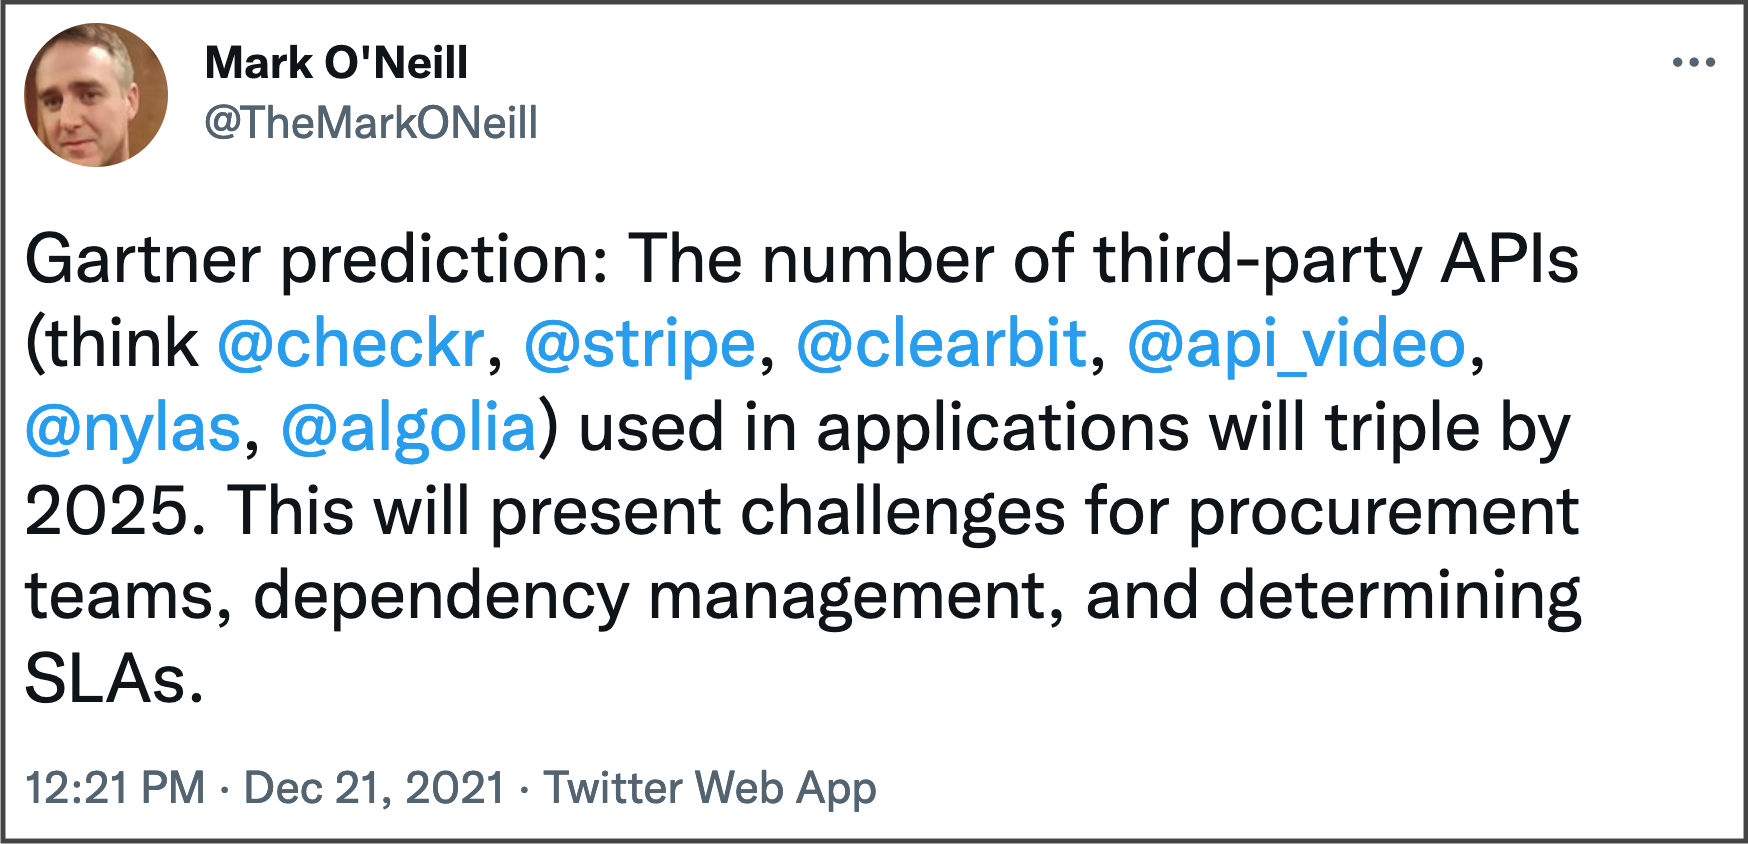 Mark O'Neill
@TheMarkONeill
Gartner prediction: The number of third-party APIs
(think @checkr, @stripe, @clearbit, @api_video,
@nylas, @algolia) used in applications will triple by
2025. This will present challenges for procurement
teams, dependency management, and determining
SLAs.
12:21 PM · Dec 21, 2021 · Twitter Web App